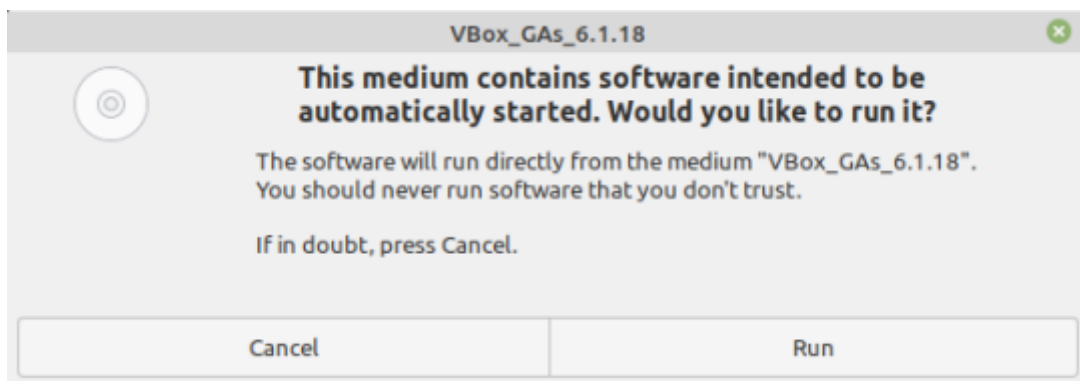 VBox_GAs_6.1.18
This medium contains software intended to be
automatically started. Would you like to run it?
The software will run directly from the medium "VBox_GAs_6.1.18".
You should never run software that you don't trust.
If in doubt, press Cancel.
Cancel
Run